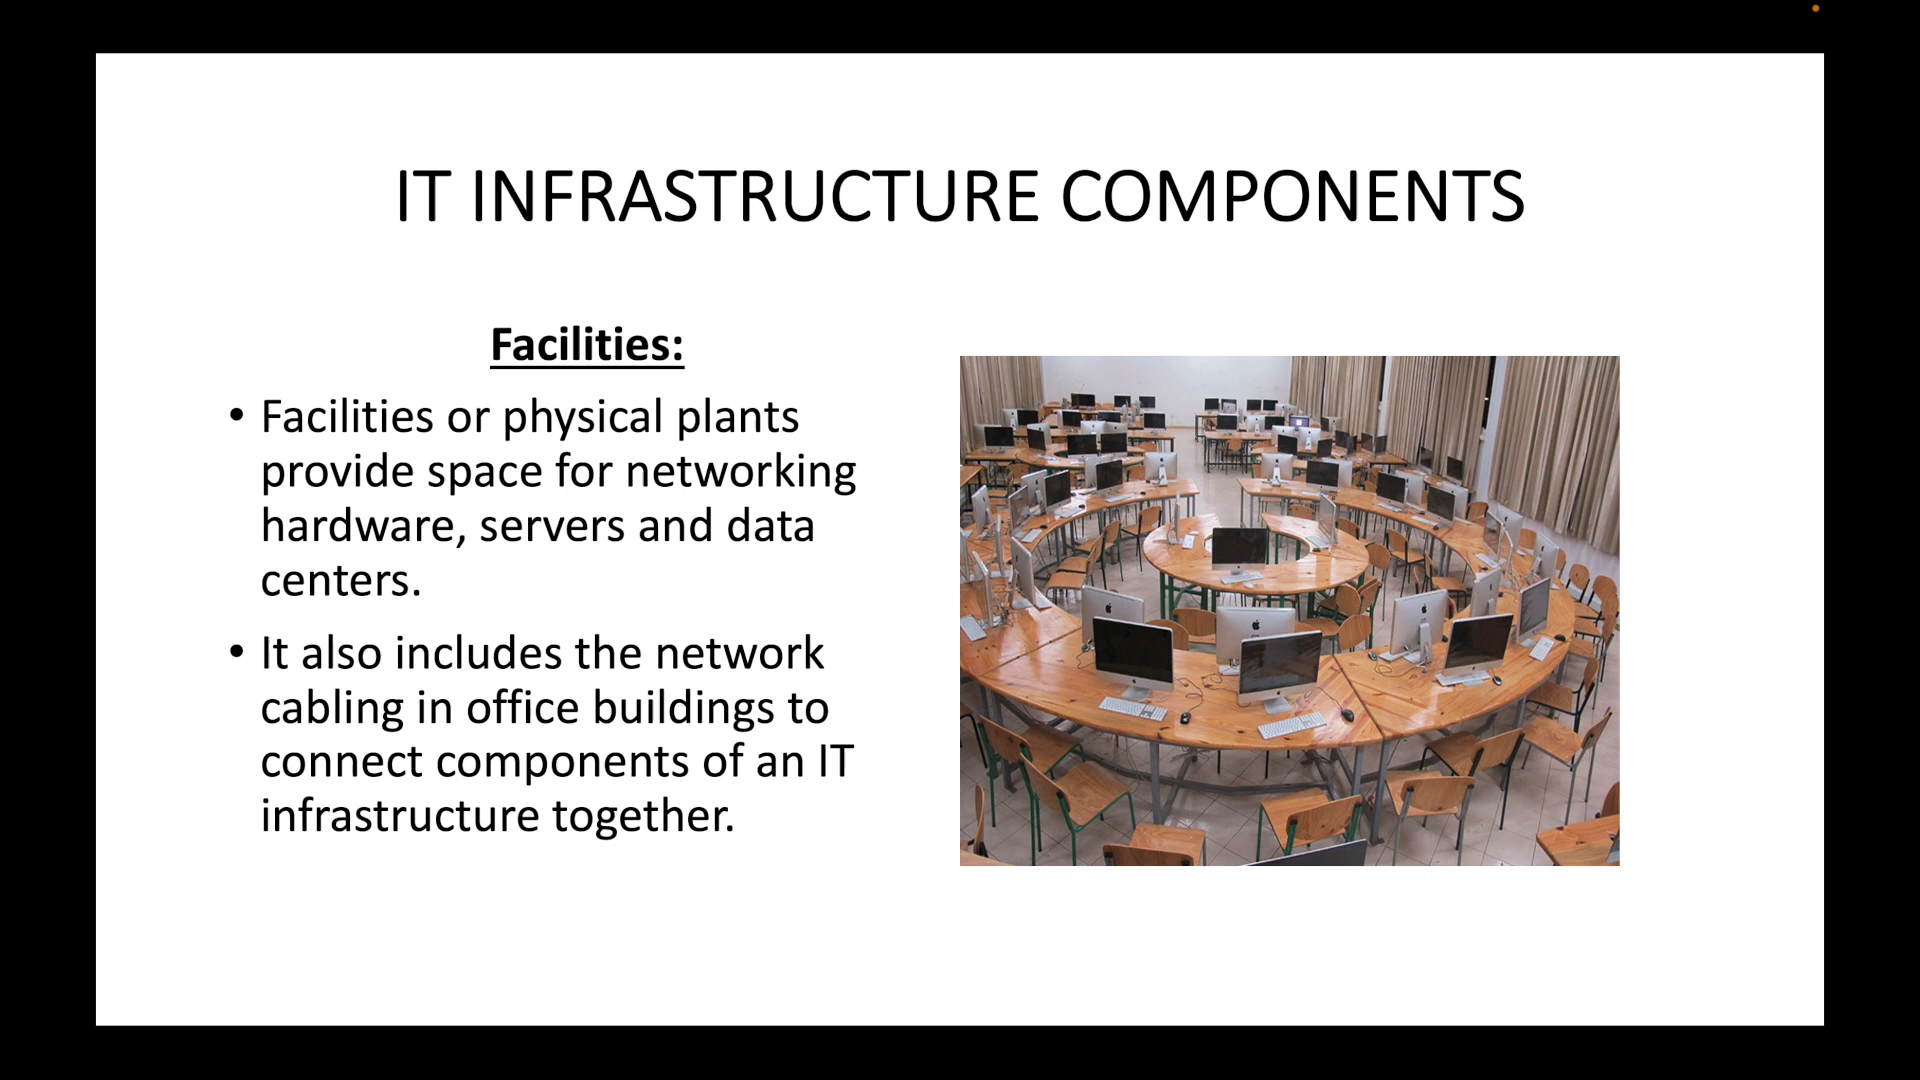 IT INFRASTRUCTURE COMPONENTS
Facilities:
• Facilities or physical plants
provide space for networking
hardware, servers and data
centers.
• It also includes the network
cabling in office buildings to
connect components of an IT
infrastructure together.